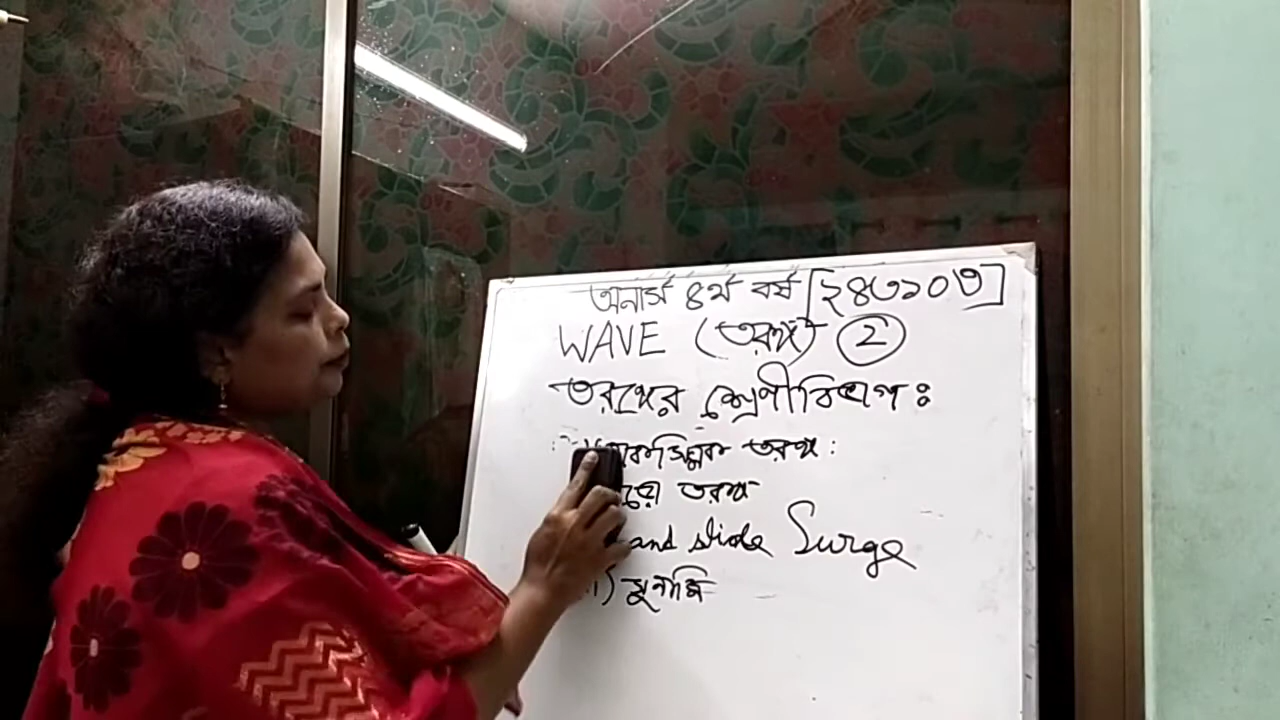 অনার্স ৪র্থ বর্ষ [২৪৩১০৩]
WAVE (তরঙ্গ) 2
তরঙ্গের শ্রেণীবিভাগঃ
তরঙ্গ:
তরঙ্গ
and slide Surge
সুনামি